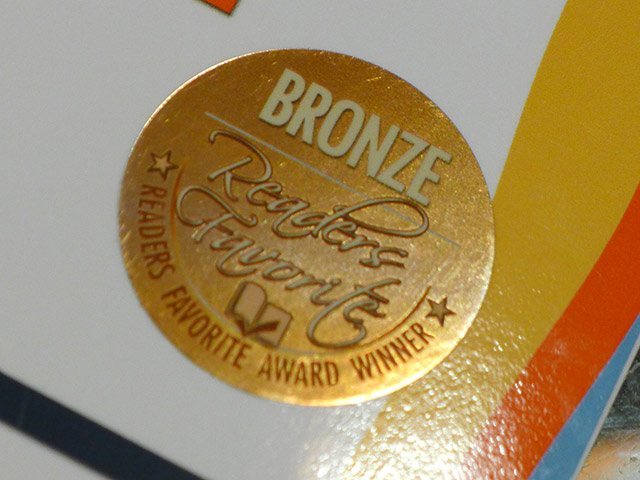 BRONZE
Readers
Favorite
READERS FAVORITE AWARD WINNER